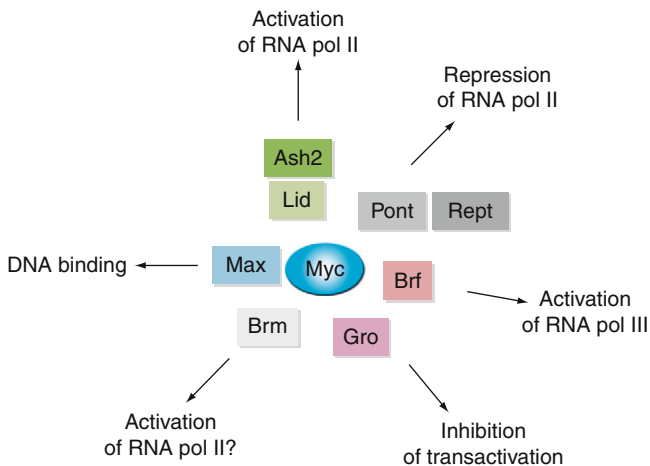 Activation
of RNA pol II
Repression
of RNA pol II
Ash2
Lid
Pont
Rept
DNA binding
Max
Myc
Brf
Activation
of RNA pol III
Brm
Gro
Activation
of RNA pol II?
Inhibition
of transactivation